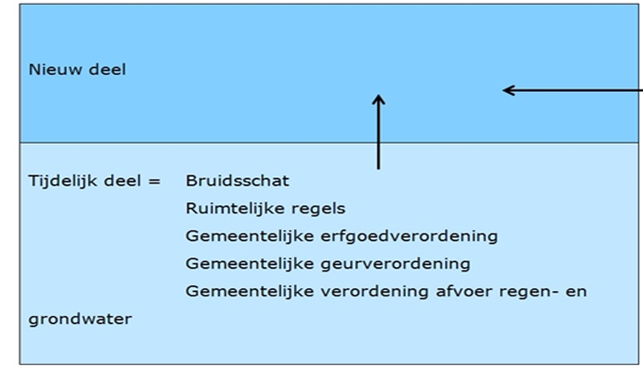 Nieuw deel
Tijdelijk deel = Bruidsschat
Ruimtelijke regels
Gemeentelijke erfgoedverordening
Gemeentelijke geurverordening
Gemeentelijke verordening afvoer regen- en
grondwater